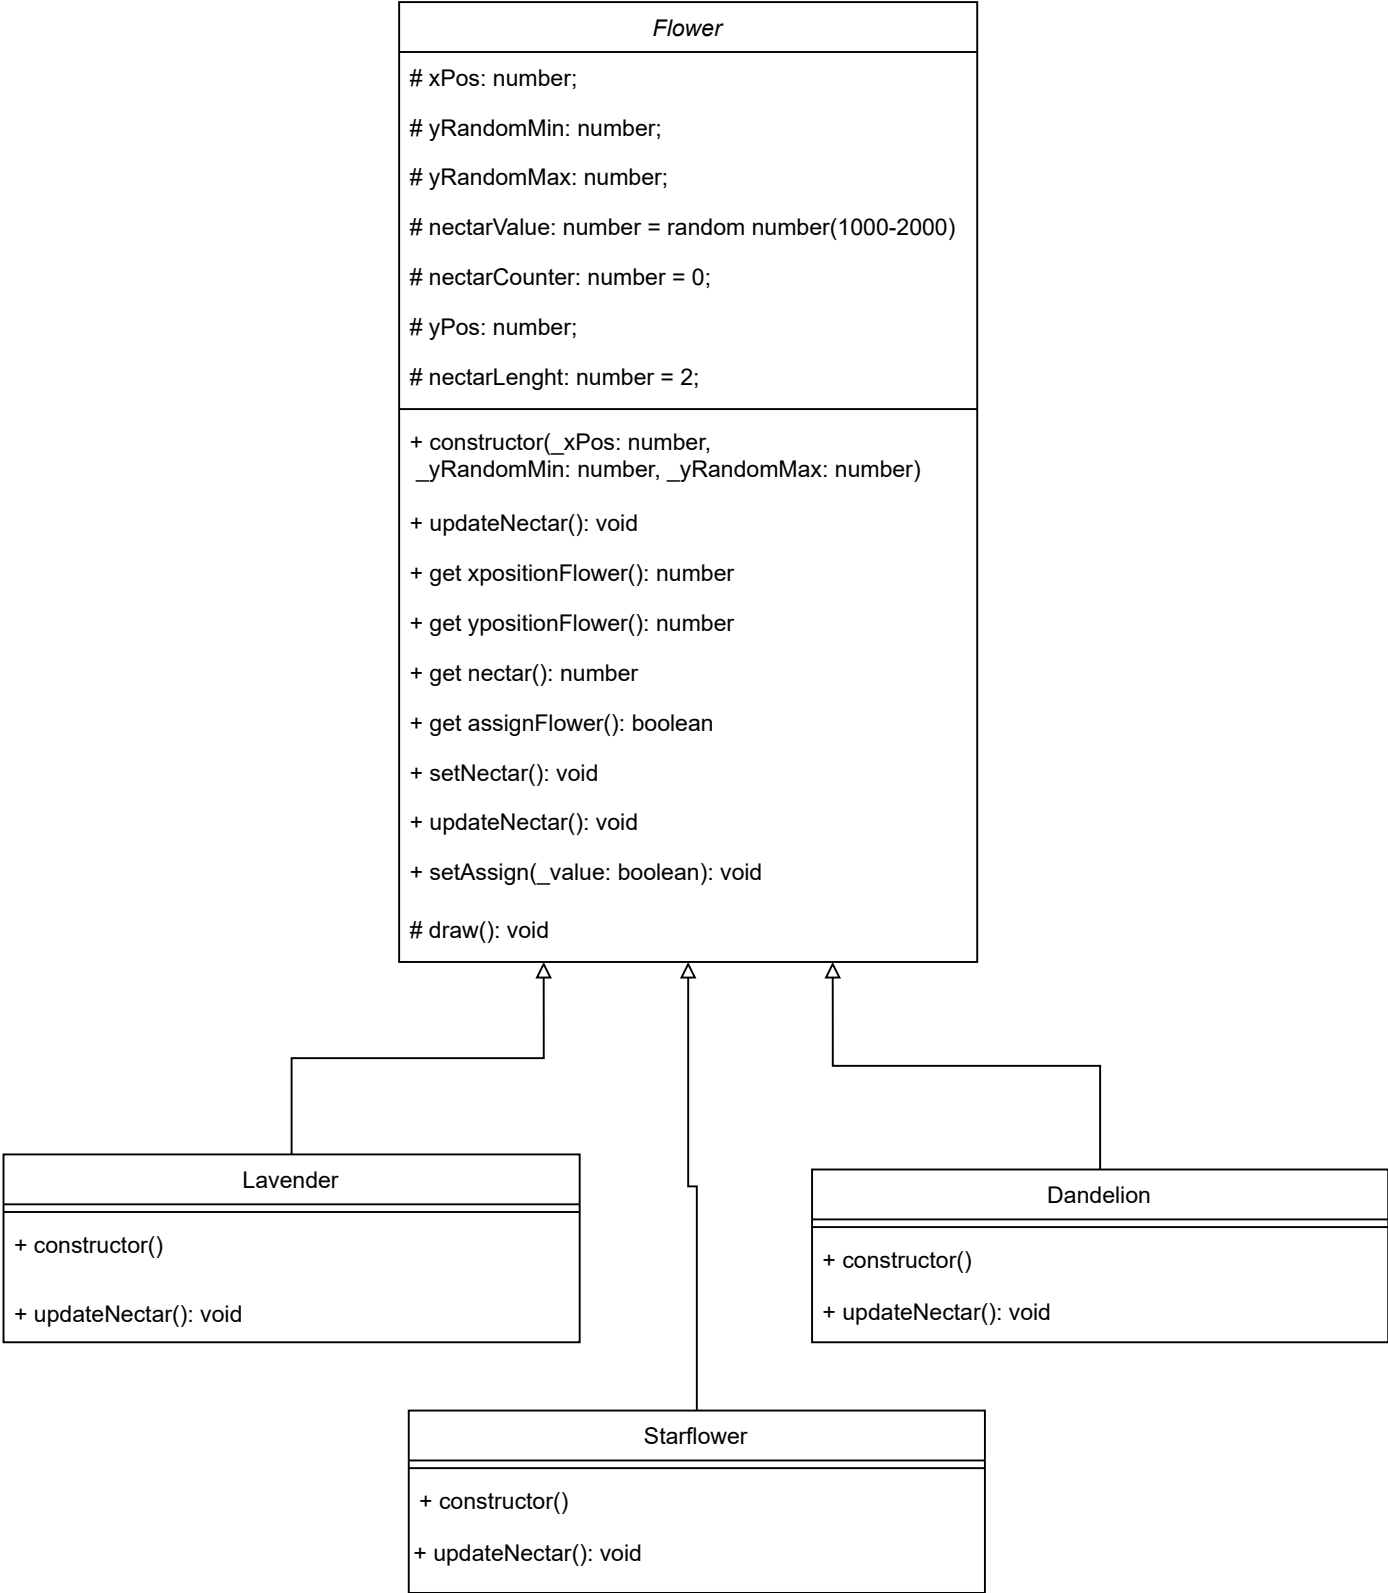 Flower
# xPos: number;
# yRandomMin: number;
# yRandomMax: number;
# nectarValue: number = random number(1000-2000)
# nectarCounter: number = 0;
# yPos: number;
# nectarLenght: number = 2;
+ constructor(_xPos: number,
_yRandomMin: number, _yRandomMax: number)
+ updateNectar(): void
+ get xpositionFlower(): number
+ get ypositionFlower(): number
+ get nectar(): number
+ get assignFlower(): boolean
+ setNectar(): void
+ updateNectar(): void
+ setAssign(_value: boolean): void
# draw(): void
Lavender
+ constructor()
+ updateNectar(): void
Dandelion
+ constructor()
+ updateNectar(): void
Starflower
+ constructor()
+ updateNectar(): void